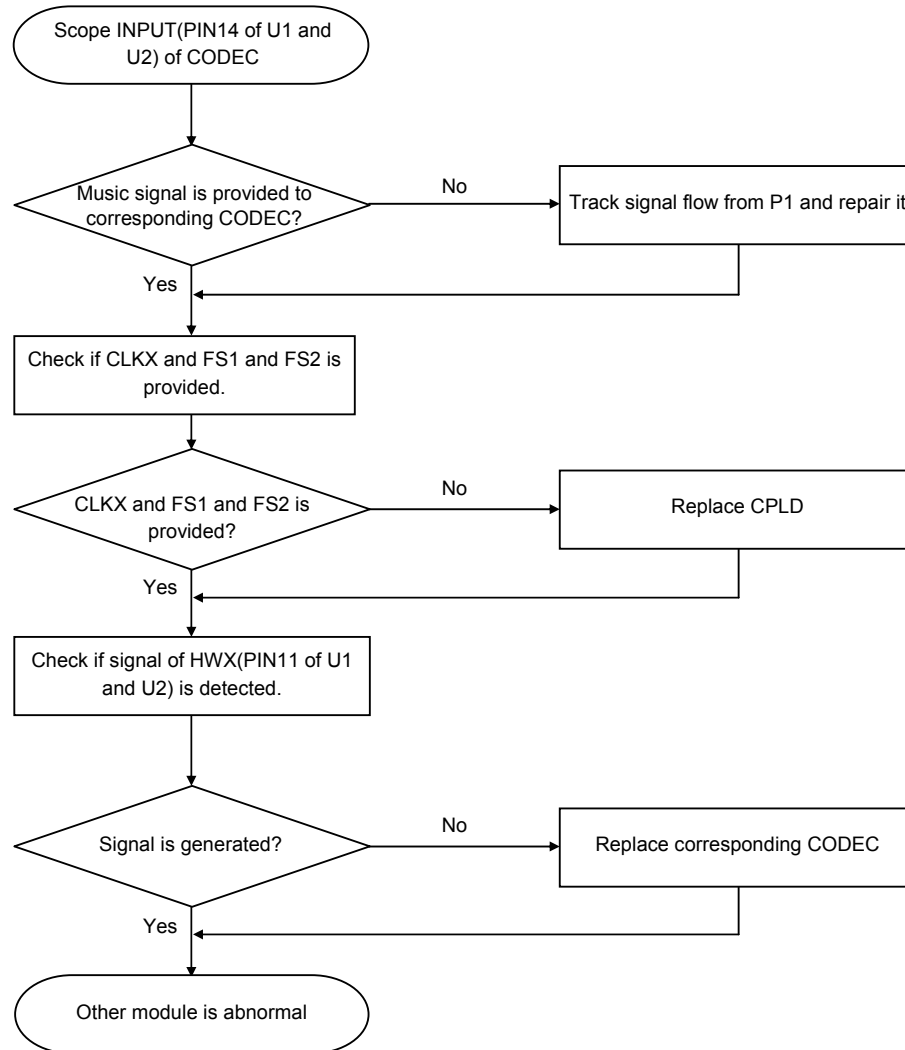 Scope INPUT(PIN14 of U1 and
U2) of CODEC
Music signal is provided to
corresponding CODEC?
No
Track signal flow from P1 and repair it
Yes
Check if CLKX and FS1 and FS2 is
provided.
CLKX and FS1 and FS2 is
provided?
No
Replace CPLD
Yes
Check if signal of HWX(PIN11 of U1
and U2) is detected.
Signal is generated?
No
Replace corresponding CODEC
Yes
Other module is abnormal